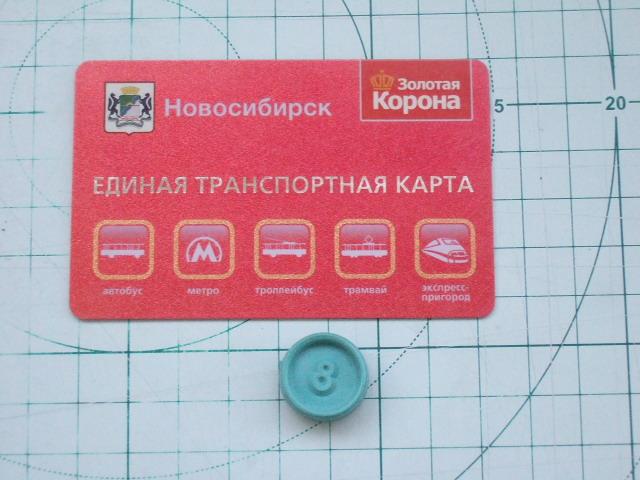 Новосибирск
Золотая
Корона
5
20
ЕДИНАЯ ТРАНСПОРТНАЯ КАРТА
автобус
метро
троллейбус
трамвай
экспресс-
пригород
8